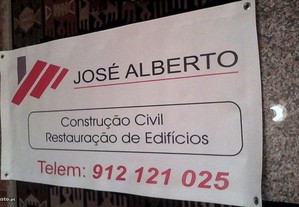 JOSÉ ALBERTO
Construção Civil
Restauração de Edifícios
Telem: 912 121 025